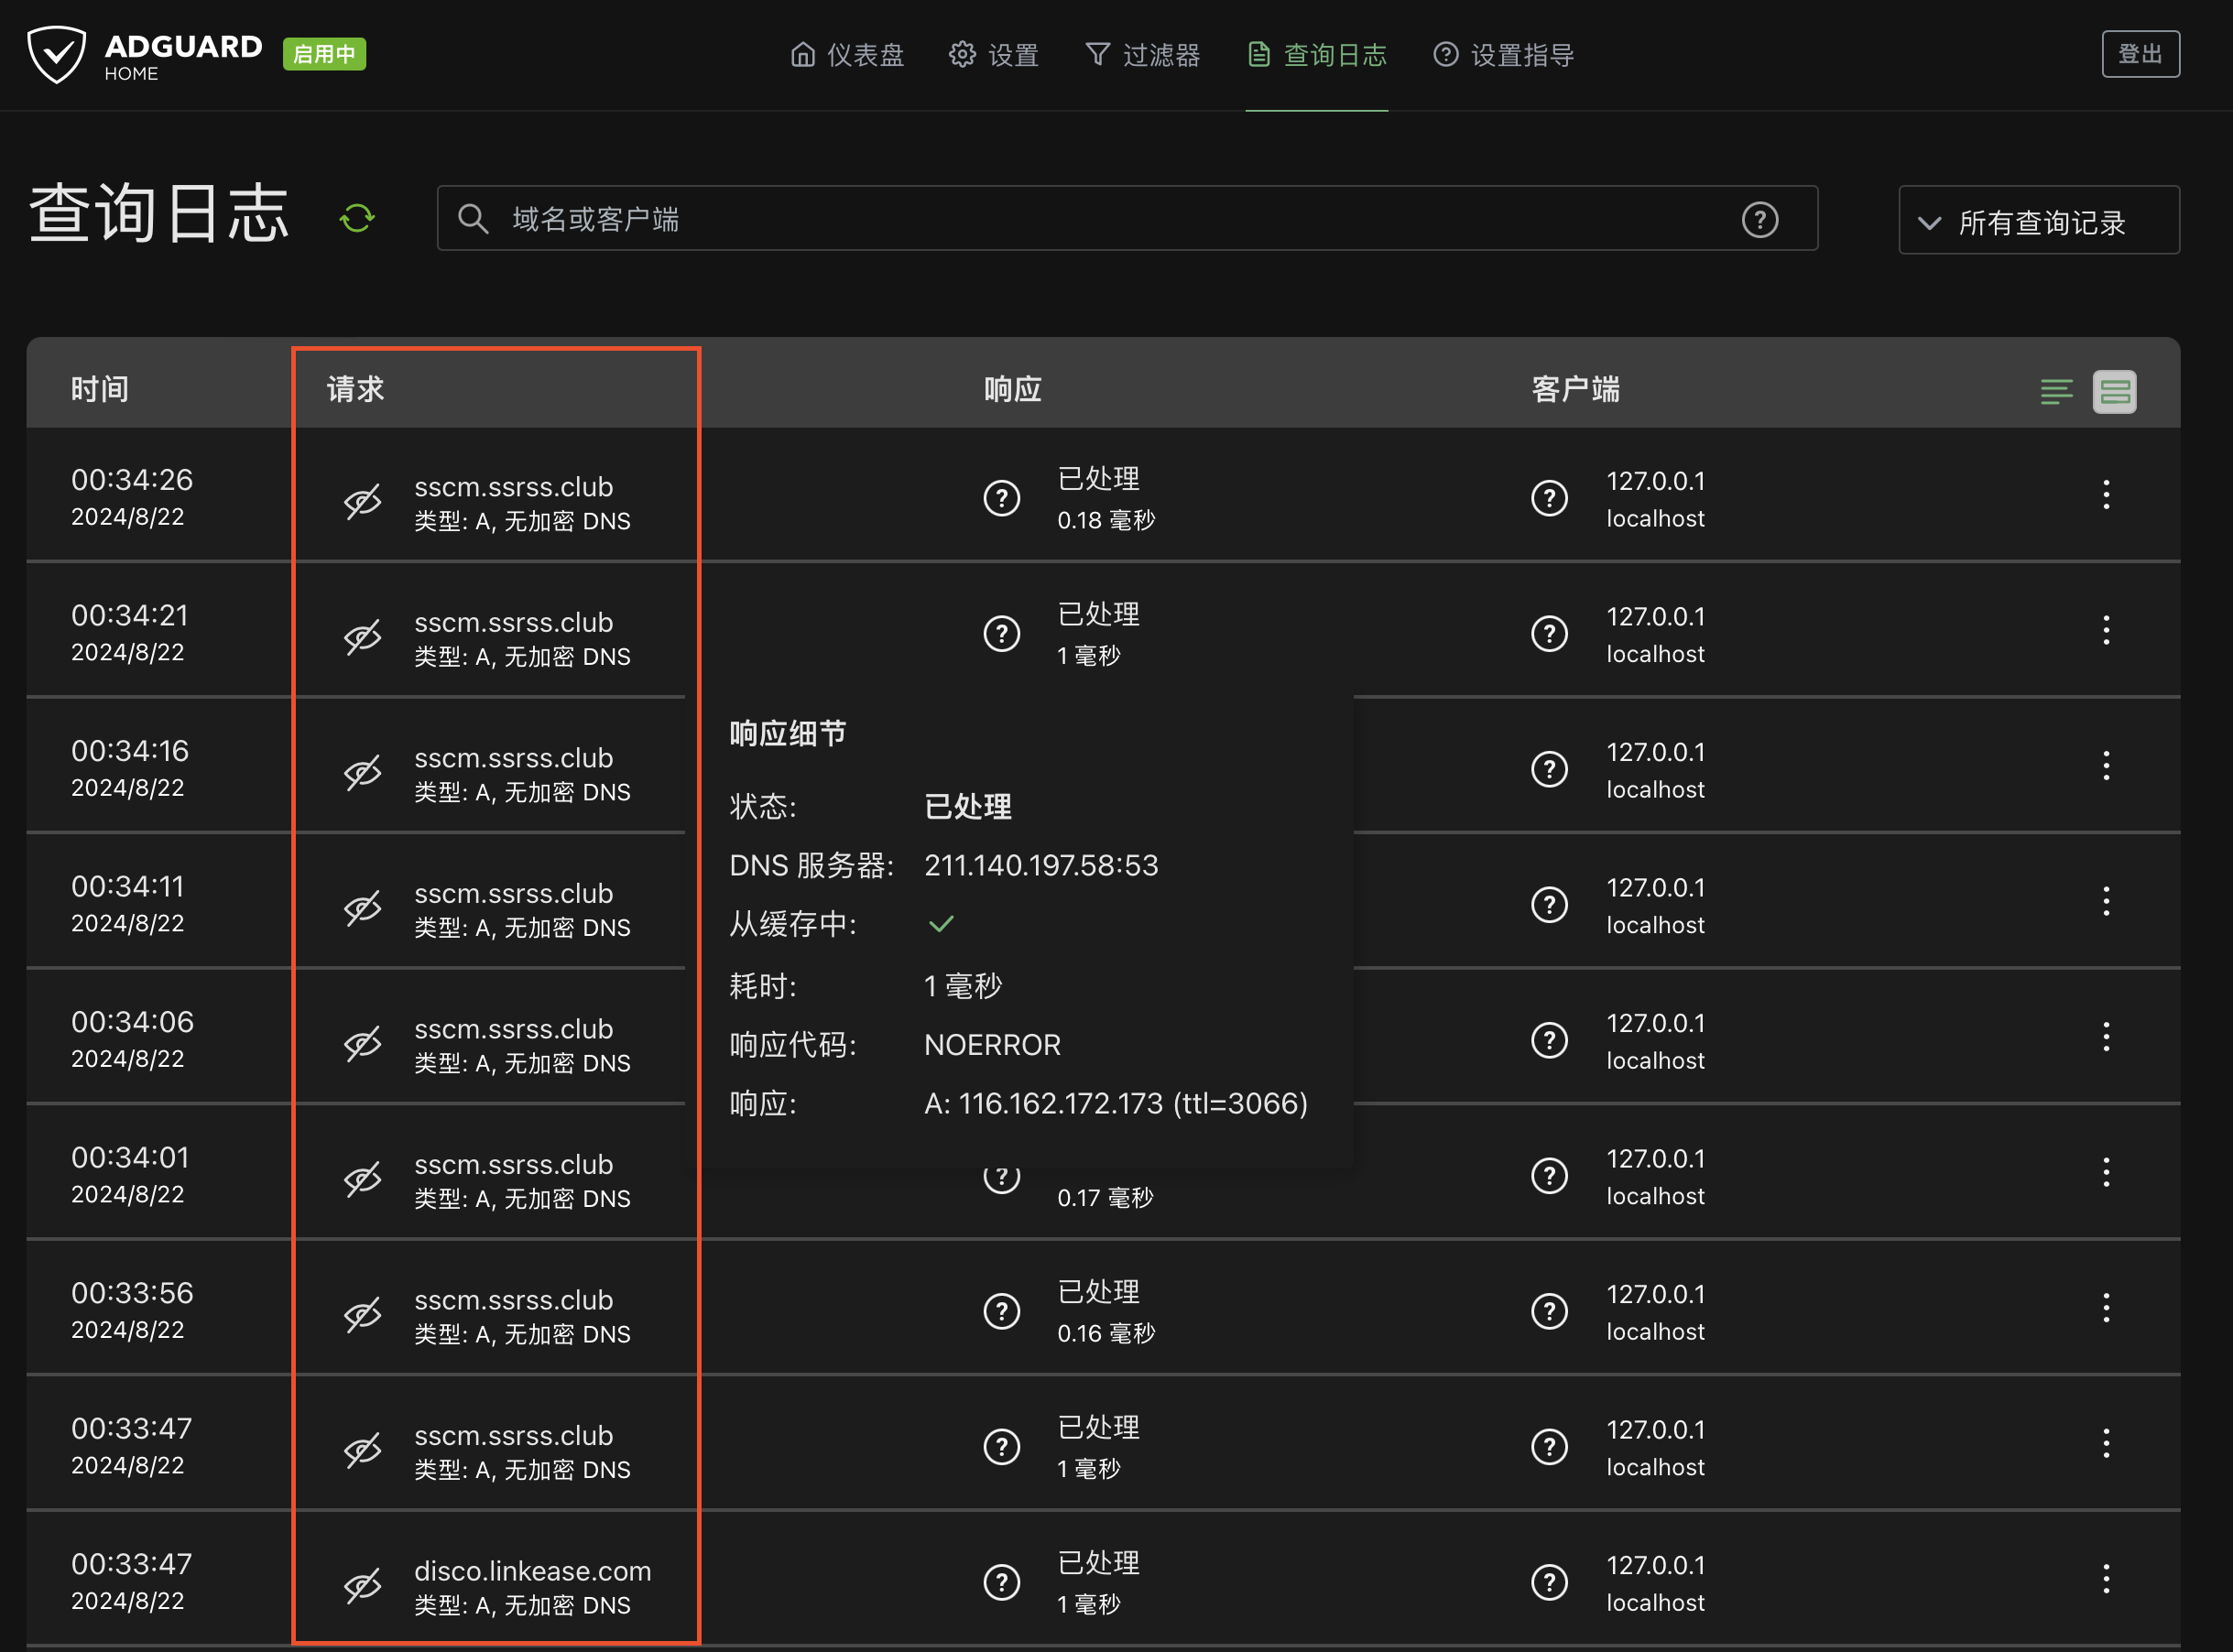 ADGUARD
HOME
启用中
仪表盘
设置
过滤器
查询日志
设置指导
登出
查询日志
域名或客户端
所有查询记录
时间 请求 响应 客户端
00:34:26 sscm.ssrss.club 已处理 127.0.0.1
2024/8/22 类型: A, 无加密 DNS 0.18 毫秒 localhost
00:34:21 sscm.ssrss.club 已处理 127.0.0.1
2024/8/22 类型: A, 无加密 DNS 1 毫秒 localhost
00:34:16 sscm.ssrss.club 127.0.0.1
2024/8/22 类型: A, 无加密 DNS localhost
00:34:11 sscm.ssrss.club 127.0.0.1
2024/8/22 类型: A, 无加密 DNS localhost
00:34:06 sscm.ssrss.club 127.0.0.1
2024/8/22 类型: A, 无加密 DNS localhost
响应细节
状态: 已处理
DNS 服务器: 211.140.197.58:53
从缓存中:
耗时: 1 毫秒
响应代码: NOERROR
响应: A: 116.162.172.173 (ttl=3066)
00:34:01 sscm.ssrss.club 127.0.0.1
2024/8/22 类型: A, 无加密 DNS 0.17 毫秒 localhost
00:33:56 sscm.ssrss.club 已处理 127.0.0.1
2024/8/22 类型: A, 无加密 DNS 0.16 毫秒 localhost
00:33:47 sscm.ssrss.club 已处理 127.0.0.1
2024/8/22 类型: A, 无加密 DNS 1 毫秒 localhost
00:33:47 disco.linkease.com 已处理 127.0.0.1
2024/8/22 类型: A, 无加密 DNS 1 毫秒 localhost